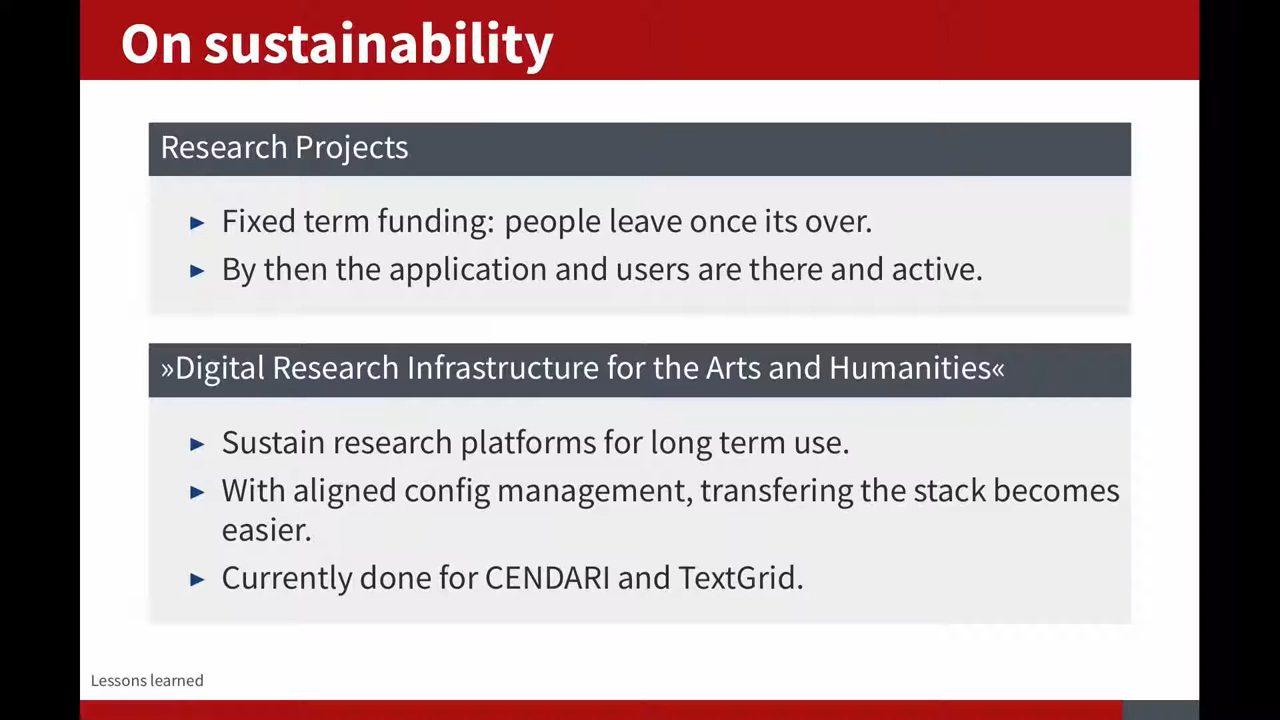 On sustainability
Research Projects
► Fixed term funding: people leave once its over.
► By then the application and users are there and active.
»Digital Research Infrastructure for the Arts and Humanities«
► Sustain research platforms for long term use.
► With aligned config management, transfering the stack becomes
easier.
► Currently done for CENDARI and TextGrid.
Lessons learned